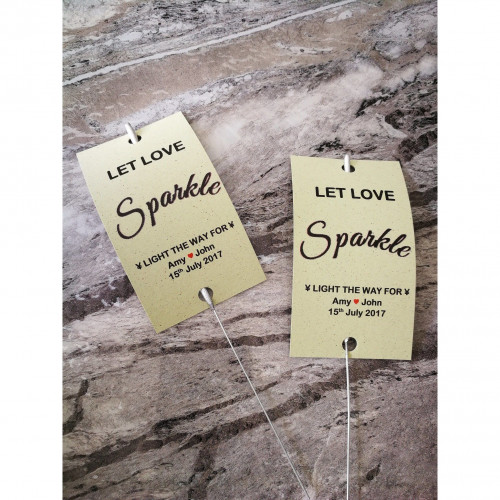 LET LOVE
Sparkle
¥ LIGHT THE WAY FOR ¥
Amy ♥ John
15th July 2017
LET LOVE
Sparkle
¥ LIGHT THE WAY FOR ¥
Amy ♥ John
15th July 2017